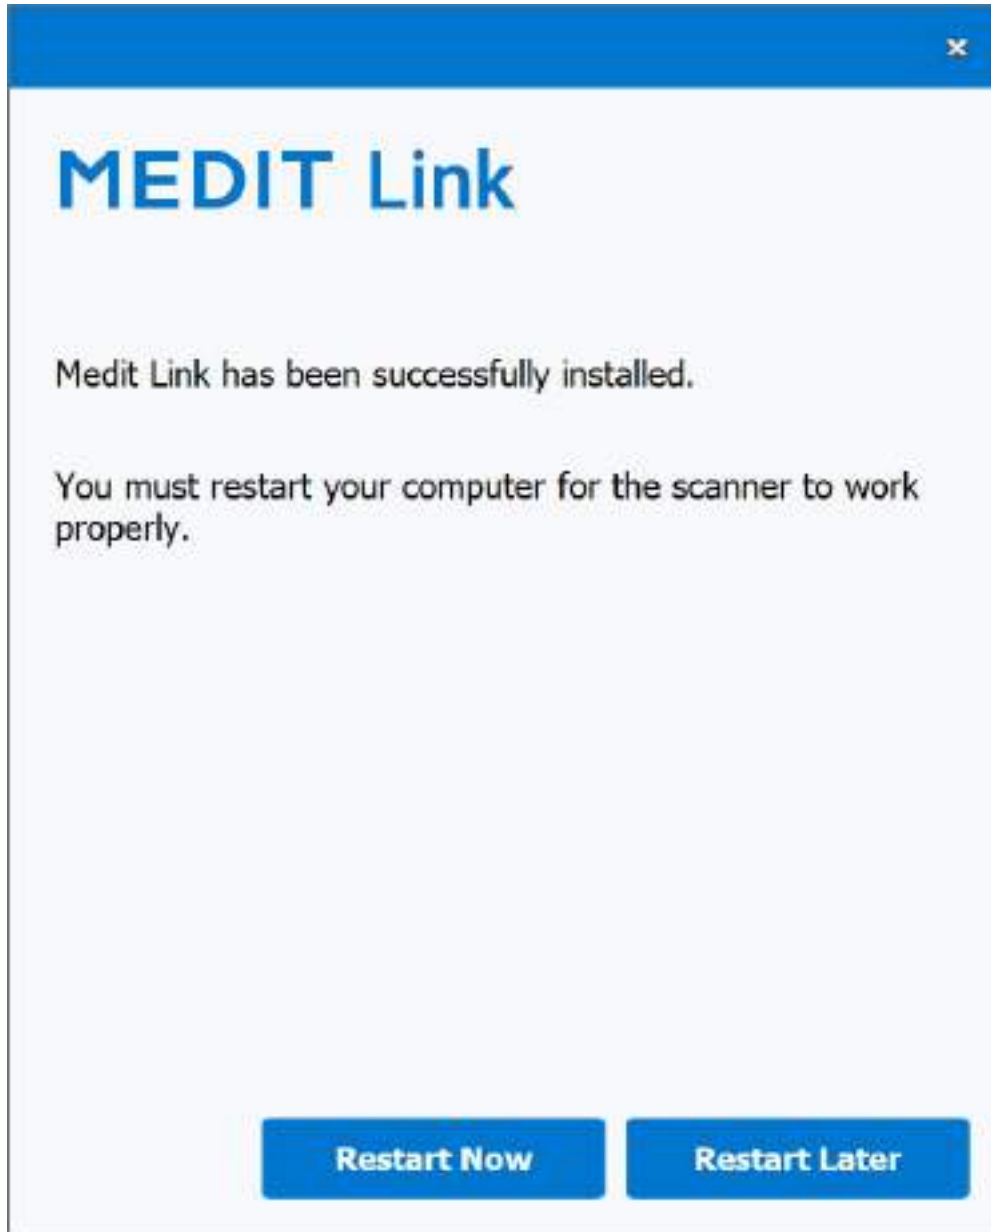 MEDIT Link
Medit Link has been successfully installed.
You must restart your computer for the scanner to work
properly.
Restart Now
Restart Later